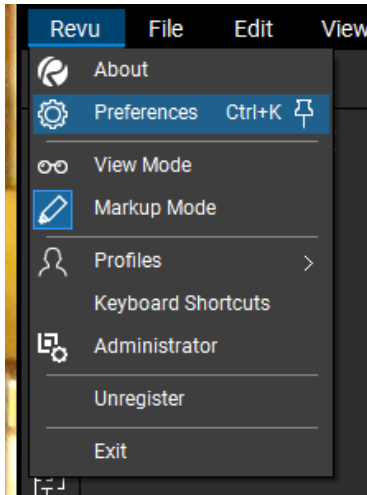 Revu File Edit View
About
Preferences Ctrl+K
View Mode
Markup Mode
Profiles
Keyboard Shortcuts
Administrator
Unregister
Exit